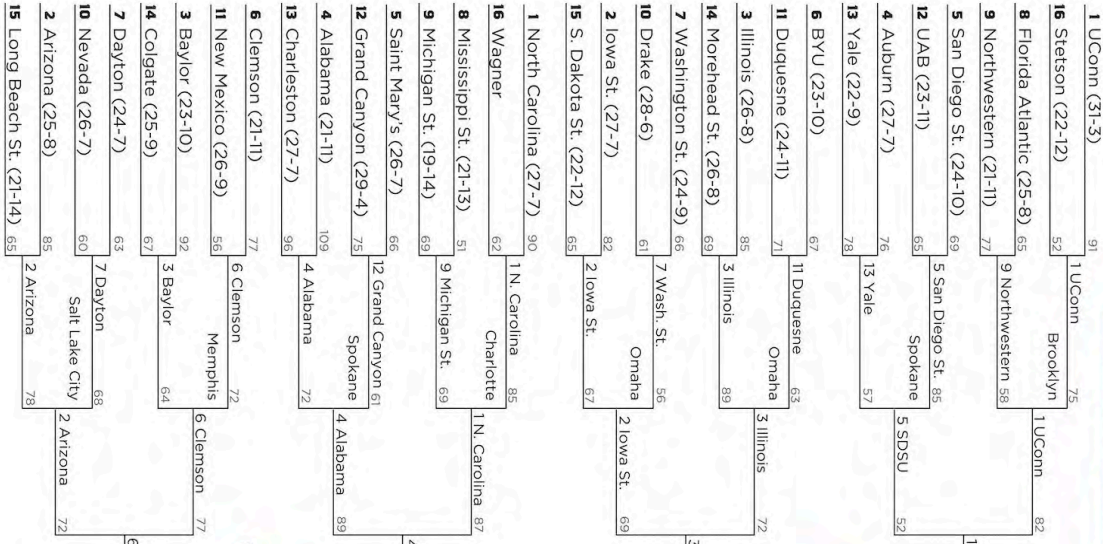 1 UConn (31-3) 91
16 Stetson (22-12) 52
8 Florida Atlantic (25-8) 65
9 Northwestern (21-11) 77
5 San Diego St. (24-10) 69
12 UAB (23-11) 65
4 Auburn (27-7) 76
13 Yale (22-9) 78
6 BYU (23-10) 67
11 Duquesne (24-11) 71
3 Illinois (26-8) 85
14 Morehead St. (26-8) 69
7 Washington St. (24-9) 66
10 Drake (28-6) 61
2 Iowa St. (27-7) 82
15 S. Dakota St. (22-12) 65
1 North Carolina (27-7) 90
16 Wagner 62
8 Mississippi St. (21-13) 51
9 Michigan St. (19-14) 69
5 Saint Mary's (26-7) 66
12 Grand Canyon (29-4) 75
4 Alabama (21-11) 109
13 Charleston (27-7) 96
6 Clemson (21-11) 77
11 New Mexico (26-9) 56
3 Baylor (23-10) 92
14 Colgate (25-9) 67
7 Dayton (24-7) 63
10 Nevada (26-7) 60
2 Arizona (25-8) 85
15 Long Beach St. (21-14) 65
1 UConn 75
Brooklyn
9 Northwestern 58
5 San Diego St. 85
Spokane
13 Yale 57
11 Duquesne 63
Omaha
3 Illinois 89
7 Wash. St. 56
Omaha
2 Iowa St. 67
1 N. Carolina 85
Charlotte
9 Michigan St. 69
12 Grand Canyon 61
Spokane
4 Alabama 72
6 Clemson 72
Memphis
3 Baylor 64
7 Dayton 68
Salt Lake City
2 Arizona 78
1 UConn 82
5 SDSU 52
3 Illinois 72
2 Iowa St. 69
1 N. Carolina 87
4 Alabama 89
6 Clemson 77
2 Arizona 72
1
3
6